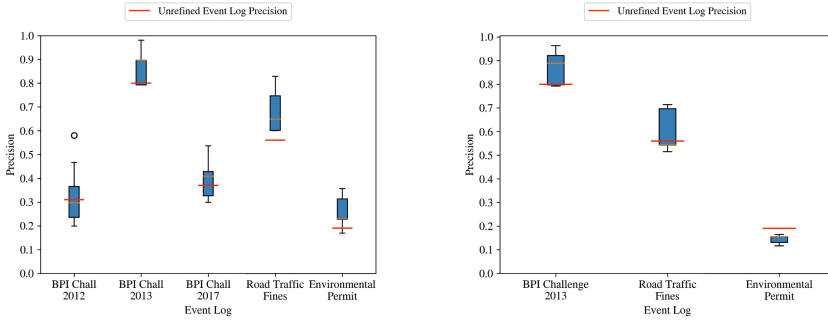 Unrefined Event Log Precision
1.0
0.9
0.8
0.7
0.6
0.5
0.4
0.3
0.2
0.1
0.0
Precision
BPI Chall
2012
BPI Chall
2013
BPI Chall
2017
Road Traffic
Fines
Environmental
Permit
Event Log
Unrefined Event Log Precision
1.0
0.9
0.8
0.7
0.6
0.5
0.4
0.3
0.2
0.1
0.0
Precision
BPI Challenge
2013
Road Traffic
Fines
Environmental
Permit
Event Log